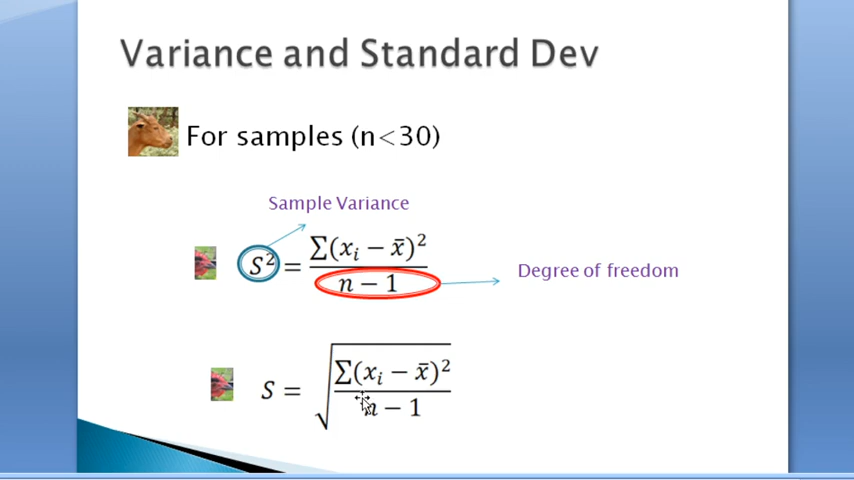 Variance and Standard Dev
For samples (n<30)
Sample Variance
S² = ∑(xᵢ − x̄)² / n − 1
Degree of freedom
S = √(∑(xᵢ − x̄)² / n − 1)